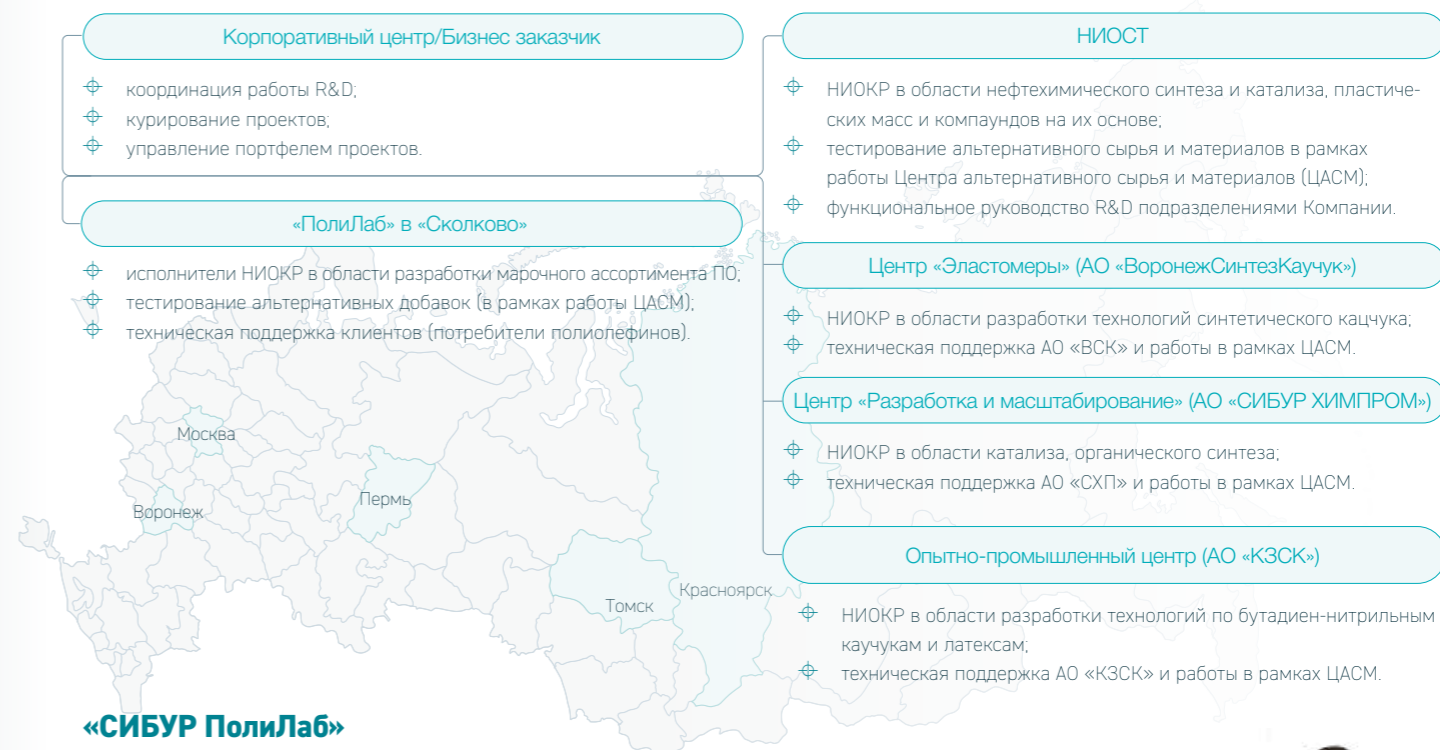 Корпоративный центр/Бизнес заказчик
координация работы R&D;
курирование проектов;
управление портфелем проектов.
«ПолиЛаб» в «Сколково»
исполнители НИОКР в области разработки марочного ассортимента ПО;
тестирование альтернативных добавок (в рамках работы ЦАСМ);
техническая поддержка клиентов (потребители полиолефинов).
НИОСТ
НИОКР в области нефтехимического синтеза и катализа, пластиче-
ских масс и компаундов на их основе;
тестирование альтернативного сырья и материалов в рамках
работы Центра альтернативного сырья и материалов (ЦАСМ);
функциональное руководство R&D подразделениями Компании.
Центр «Эластомеры» (АО «ВоронежСинтезКаучук»)
НИОКР в области разработки технологий синтетического кацчука;
техническая поддержка АО «ВСК» и работы в рамках ЦАСМ.
Центр «Разработка и масштабирование» (АО «СИБУР ХИМПРОМ»)
НИОКР в области катализа, органического синтеза;
техническая поддержка АО «СХП» и работы в рамках ЦАСМ.
Опытно-промышленный центр (АО «КЗСК»)
НИОКР в области разработки технологий по бутадиен-нитрильным
каучукам и латексам;
техническая поддержка АО «КЗСК» и работы в рамках ЦАСМ.
Москва
Воронеж
Пермь
Томск
Красноярск
«СИБУР ПолиЛаб»